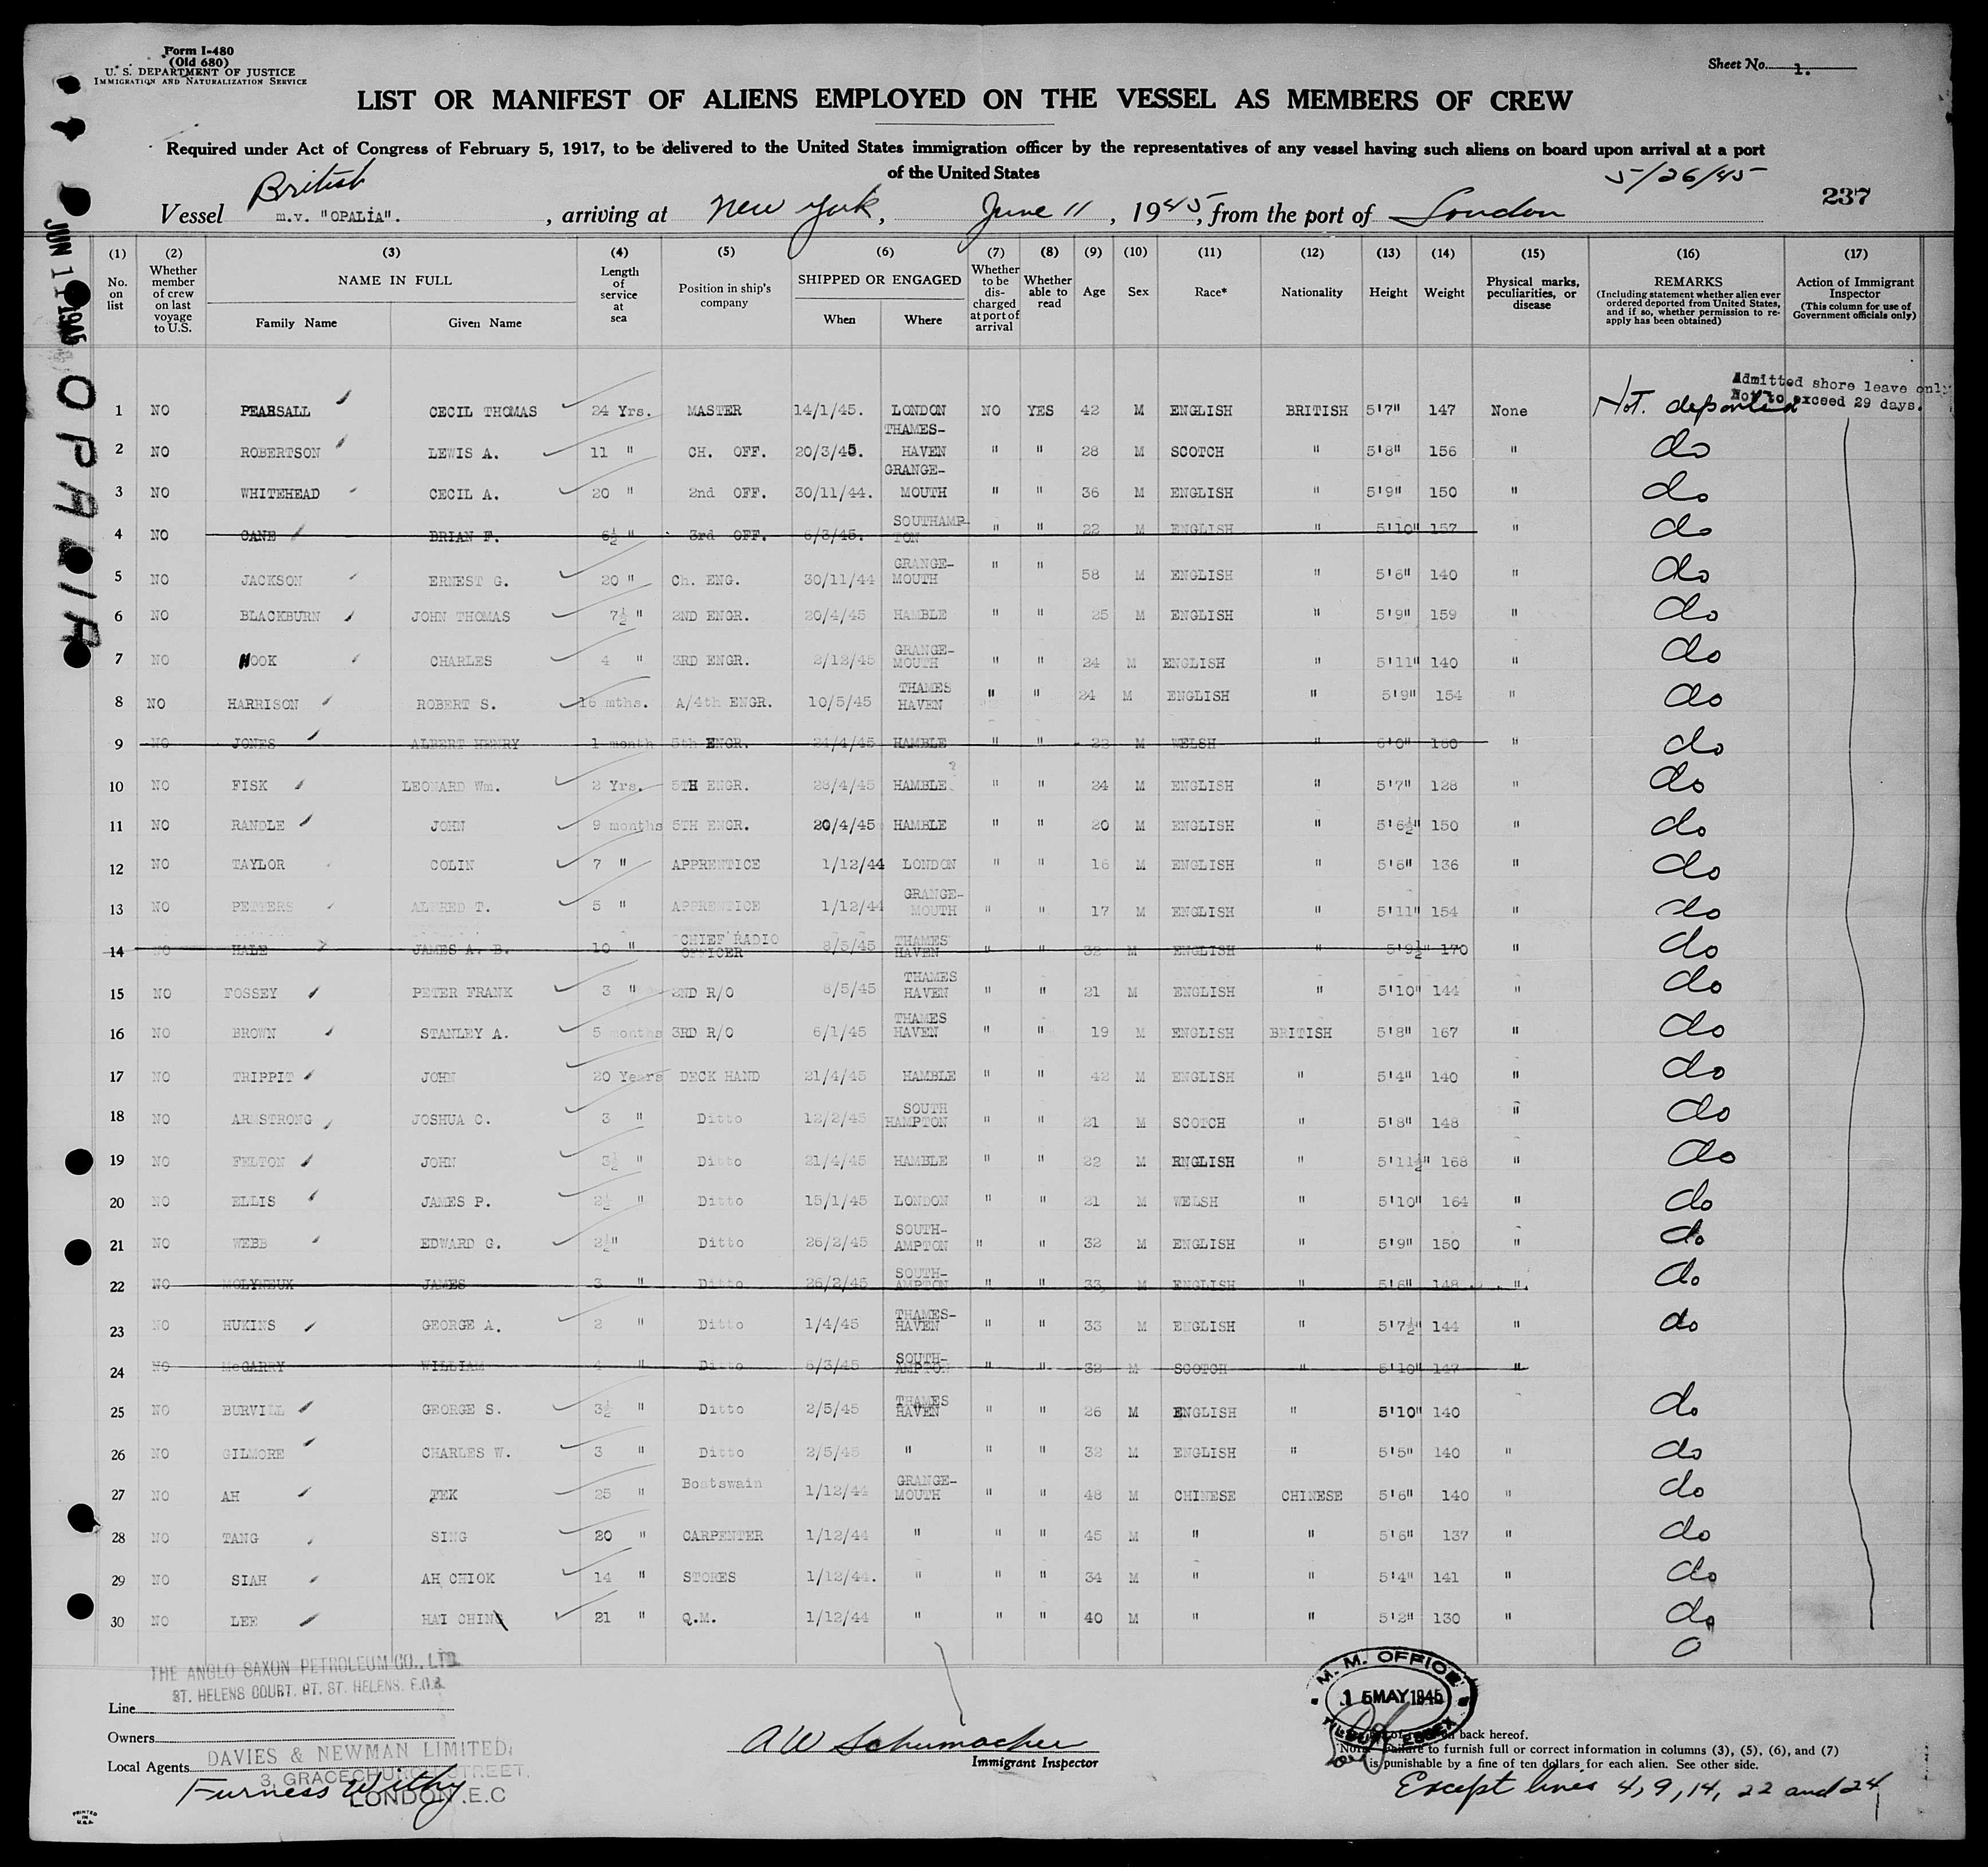 Form I-480
(Old 680)
U. S. DEPARTMENT OF JUSTICE
IMMIGRATION AND NATURALIZATION SERVICE
Sheet No. 1.
LIST OR MANIFEST OF ALIENS EMPLOYED ON THE VESSEL AS MEMBERS OF CREW
Required under Act of Congress of February 5, 1917, to be delivered to the United States immigration officer by the representatives of any vessel having such aliens on board upon arrival at a port
of the United States
5/26/45
British
Vessel m.v. "OPALIA". , arriving at New York, June 11, 1945, from the port of London
237
JUN 11 1945
OPALIA
(1) No. on list
(2) Whether member of crew on last voyage to U.S.
(3) NAME IN FULL Family Name Given Name
(4) Length of service at sea
(5) Position in ship's company
(6) SHIPPED OR ENGAGED When Where
(7) Whether to be discharged at port of arrival
(8) Whether able to read
(9) Age
(10) Sex
(11) Race*
(12) Nationality
(13) Height
(14) Weight
(15) Physical marks, peculiarities, or disease
(16) REMARKS (Including statement whether alien ever ordered deported from United States, and if so, whether permission to re-apply has been obtained)
(17) Action of Immigrant Inspector (This column for use of Government officials only)
Admitted shore leave only
Not to exceed 29 days.
1 NO PEARSALL CECIL THOMAS 24 Yrs. MASTER 14/1/45. LONDON NO YES 42 M ENGLISH BRITISH 5'7" 147 None Not. deported
2 NO ROBERTSON LEWIS A. 11 " CH. OFF. 20/3/45. THAMES-HAVEN " " 28 M SCOTCH " 5'8" 156 " do
3 NO WHITEHEAD CECIL A. 20 " 2nd OFF. 30/11/44. GRANGE-MOUTH " " 36 M ENGLISH " 5'9" 150 " do
4 NO CANE BRIAN F. 6½ " 3rd OFF. 6/3/45. SOUTHAMP-TON " " 22 M ENGLISH " 5'10" 157 " do
5 NO JACKSON ERNEST G. 20 " Ch. ENG. 30/11/44 GRANGE-MOUTH " " 58 M ENGLISH " 5'6" 140 " do
6 NO BLACKBURN JOHN THOMAS 7½ " 2ND ENGR. 20/4/45 HAMBLE " " 25 M ENGLISH " 5'9" 159 " do
7 NO HOOK CHARLES 4 " 3RD ENGR. 2/12/45 GRANGE-MOUTH " " 24 M ENGLISH " 5'11" 140 " do
8 NO HARRISON ROBERT S. 16 mths. A/4th ENGR. 10/5/45 THAMES HAVEN " " 24 M ENGLISH " 5'9" 154 " do
9 NO JONES ALBERT HENRY 1 month 5th ENGR. 24/4/45 HAMBLE " " 23 M WELSH " 6'0" 160 " do
10 NO FISK LEONARD Wm. 2 Yrs. 5TH ENGR. 28/4/45 HAMBLE " " 24 M ENGLISH " 5'7" 128 " do
11 NO RANDLE JOHN 9 months 5TH ENGR. 20/4/45 HAMBLE " " 20 M ENGLISH " 5'6½" 150 " do
12 NO TAYLOR COLIN 7 " APPRENTICE 1/12/44 LONDON " " 16 M ENGLISH " 5'6" 136 " do
13 NO PETTERS ALFRED T. 5 " APPRENTICE 1/12/44 GRANGE-MOUTH " " 17 M ENGLISH " 5'11" 154 " do
14 NO HALE JAMES A. B. 10 " CHIEF RADIO OFFICER 8/5/45 THAMES HAVEN " " 32 M ENGLISH " 5'9½" 170 " do
15 NO FOSSEY PETER FRANK 3 " 2ND R/O 8/5/45 THAMES HAVEN " " 21 M ENGLISH " 5'10" 144 " do
16 NO BROWN STANLEY A. 5 months 3RD R/O 6/1/45 THAMES HAVEN " " 19 M ENGLISH BRITISH 5'8" 167 " do
17 NO TRIPPIT JOHN 20 Years DECK HAND 21/4/45 HAMBLE " " 42 M ENGLISH " 5'4" 140 " do
18 NO ARMSTRONG JOSHUA C. 3 " Ditto 12/2/45 SOUTH HAMPTON " " 21 M SCOTCH " 5'8" 148 " do
19 NO FELTON JOHN 3½ " Ditto 21/4/45 HAMBLE " " 22 M RNGLISH " 5'11½" 168 " do
20 NO ELLIS JAMES P. 2½ " Ditto 15/1/45 LONDON " " 21 M WELSH " 5'10" 164 " do
21 NO WEBB EDWARD G. 2½" Ditto 26/2/45 SOUTH-AMPTON " " 32 M ENGLISH " 5'9" 150 " do
22 NO MOLYNEUX JAMES 3 " Ditto 26/2/45 SOUTH-AMPTON " " 33 M ENGLISH " 5'6" 148 " do
23 NO HUKINS GEORGE A. 2 " Ditto 1/4/45 THAMES-HAVEN " " 33 M ENGLISH " 5'7½" 144 " do
24 NO McGARRY WILLIAM 4 " Ditto 6/3/45 SOUTH-AMPTON " " 32 M SCOTCH " 5'10" 147 "
25 NO BURVILL GEORGE S. 3½ " Ditto 2/5/45 THAMES HAVEN " " 26 M ENGLISH " 5'10" 140 do
26 NO GILMORE CHARLES W. 3 " Ditto 2/5/45 " " " 32 M ENGLISH " 5'5" 140 " do
27 NO AH TEK 25 " Bostswain 1/12/44 GRANGE-MOUTH " " 48 M CHINESE CHINESE 5'6" 140 " do
28 NO TANG SING 20 " CARPENTER 1/12/44 " " " 45 M " " 5'6" 137 " do
29 NO SIAH AH CHIOK 14 " STORES 1/12/44. " " " 34 M " " 5'4" 141 " do
30 NO LEE HAI CHING 21 " Q.M. 1/12/44 " " " 40 M " " 5'2" 130 " do
THE ANGLO SAXON PETROLEUM CO., LTD.
ST. HELENS COURT, GT. ST. HELENS, E.C.3.
Line
Owners
Local Agents DAVIES & NEWMAN LIMITED,
3, GRACECHURCH STREET,
LONDON .E.C
Furness Withy
A W Schumacher
Immigrant Inspector
M. M. OFFICE
15 MAY 1945
TILBURY ESSEX
back hereof.
Note.—Failure to furnish full or correct information in columns (3), (5), (6), and (7)
is punishable by a fine of ten dollars for each alien. See other side.
Except lines 4, 9, 14, 22 and 24
PRINTED
IN
U.S.A.